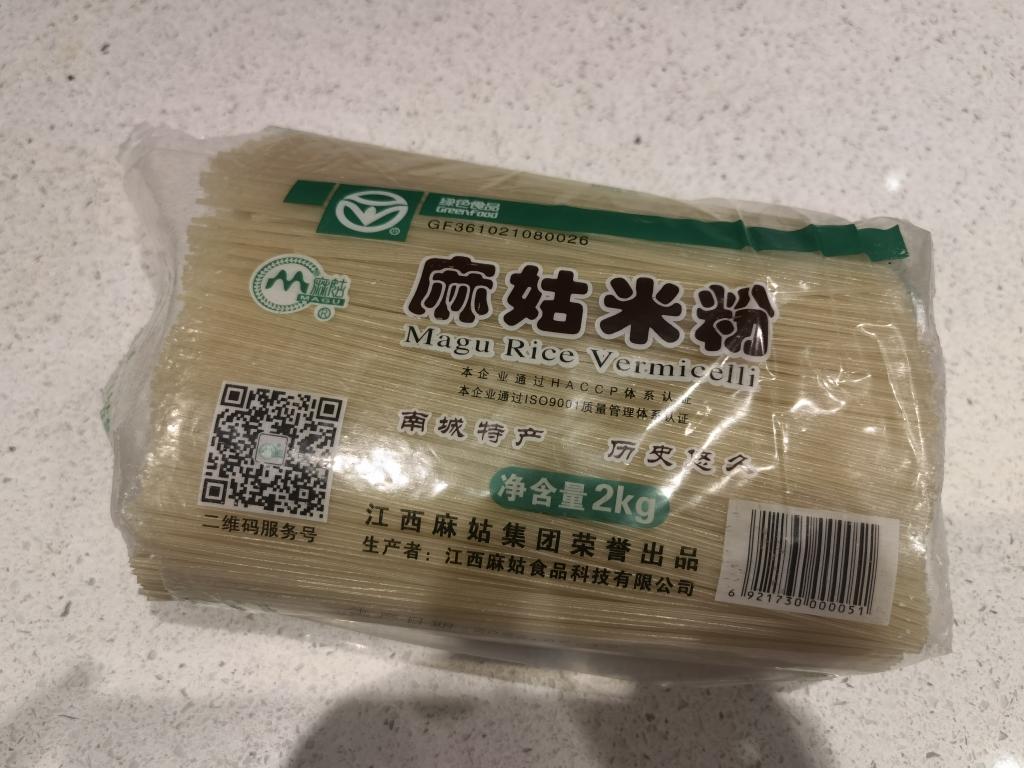 绿色食品
Greenfood
GF361021080026
麻姑
MAGU
麻姑米粉
Magu Rice Vermicelli
本企业通过HACCP体系认证
本企业通过ISO9001质量管理体系认证
南城特产 历史悠久
净含量2kg
二维码服务号
江西麻姑集团荣誉出品
生产者：江西麻姑食品科技有限公司
6 921730 000051